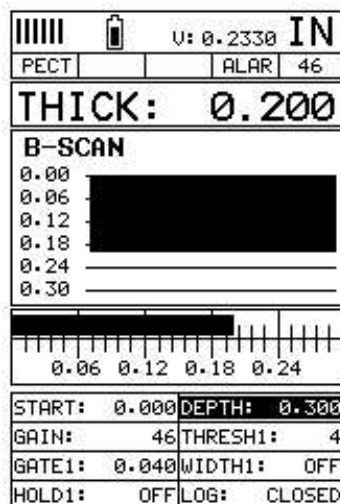 V: 0.2330 IN
PECT ALAR 46
THICK: 0.200
B-SCAN
0.00
0.06
0.12
0.18
0.24
0.30
0.06 0.12 0.18 0.24
START: 0.000 DEPTH: 0.300
GAIN: 46 THRESH1: 4
GATE1: 0.040 WIDTH1: OFF
HOLD1: OFF LOG: CLOSED